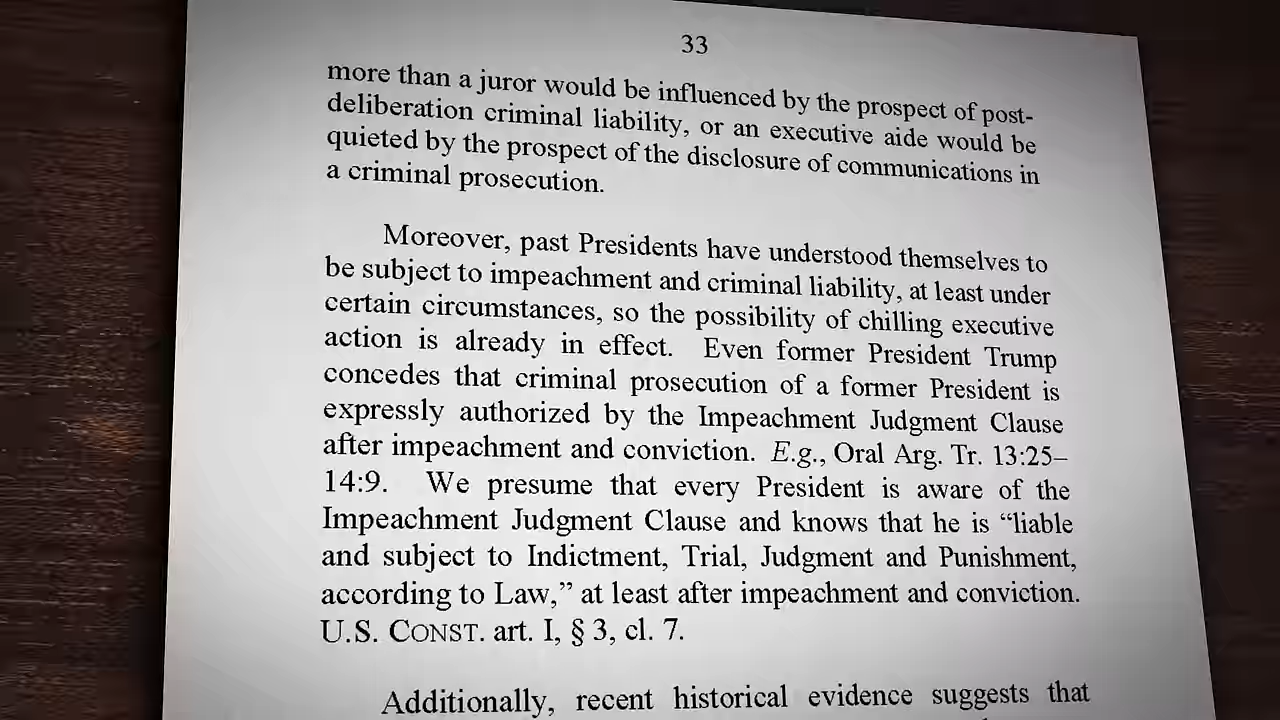 33
more than a juror would be influenced by the prospect of post-
deliberation criminal liability, or an executive aide would be
quieted by the prospect of the disclosure of communications in
a criminal prosecution.
Moreover, past Presidents have understood themselves to
be subject to impeachment and criminal liability, at least under
certain circumstances, so the possibility of chilling executive
action is already in effect. Even former President Trump
concedes that criminal prosecution of a former President is
expressly authorized by the Impeachment Judgment Clause
after impeachment and conviction. E.g., Oral Arg. Tr. 13:25–
14:9. We presume that every President is aware of the
Impeachment Judgment Clause and knows that he is “liable
and subject to Indictment, Trial, Judgment and Punishment,
according to Law,” at least after impeachment and conviction.
U.S. CONST. art. I, § 3, cl. 7.
Additionally, recent historical evidence suggests that